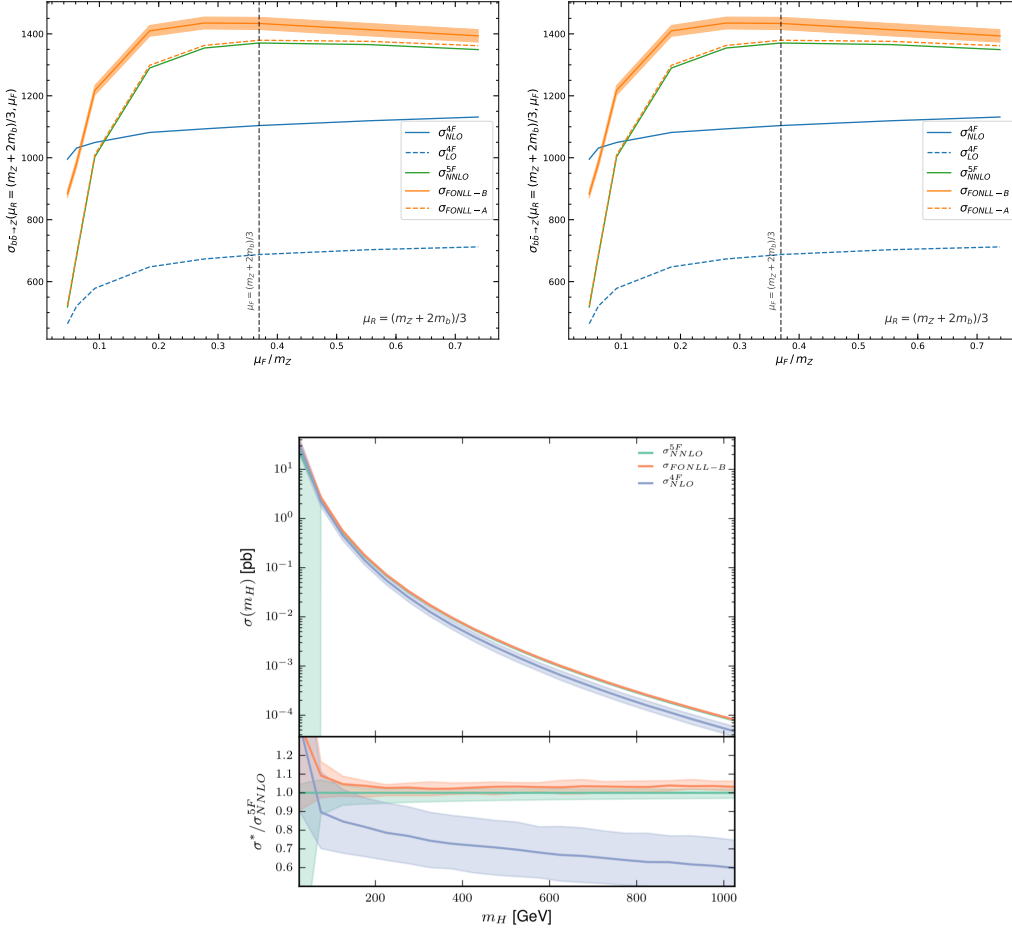 1400
1200
1000
800
600
σ_{bb̄→Z}(μ_R = (m_Z + 2m_b)/3, μ_F)
σ^{4F}_{NLO}
σ^{4F}_{LO}
σ^{5F}_{NNLO}
σ_{FONLL−B}
σ_{FONLL−A}
μ_F = (m_Z + 2m_b)/3
μ_R = (m_Z + 2m_b)/3
0.1 0.2 0.3 0.4 0.5 0.6 0.7
μ_F/m_Z
1400
1200
1000
800
600
σ_{bb̄→Z}(μ_R = (m_Z + 2m_b)/3, μ_F)
σ^{4F}_{NLO}
σ^{4F}_{LO}
σ^{5F}_{NNLO}
σ_{FONLL−B}
σ_{FONLL−A}
μ_F = (m_Z + 2m_b)/3
μ_R = (m_Z + 2m_b)/3
0.1 0.2 0.3 0.4 0.5 0.6 0.7
μ_F/m_Z
σ^{5F}_{NNLO}
σ_{FONLL−B}
σ^{4F}_{NLO}
10^1
10^0
10^{−1}
10^{−2}
10^{−3}
10^{−4}
σ(m_H) [pb]
1.2
1.1
1.0
0.9
0.8
0.7
0.6
σ^*/σ^{5F}_{NNLO}
200 400 600 800 1000
m_H [GeV]